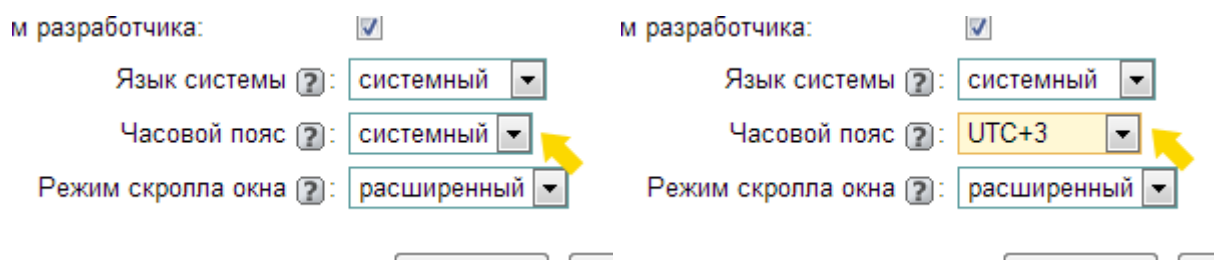 м разработчика:
Язык системы [?]: системный
Часовой пояс [?]: системный
Режим скролла окна [?]: расширенный
м разработчика:
Язык системы [?]: системный
Часовой пояс [?]: UTC+3
Режим скролла окна [?]: расширенный